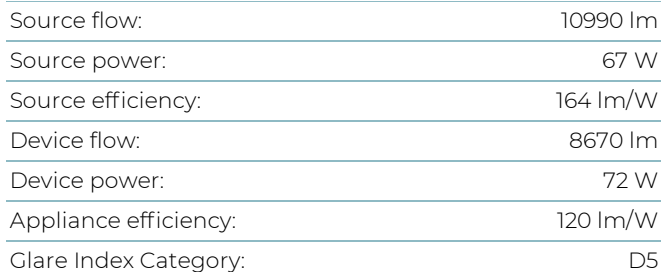 Source flow: 10990 lm
Source power: 67 W
Source efficiency: 164 lm/W
Device flow: 8670 lm
Device power: 72 W
Appliance efficiency: 120 lm/W
Glare Index Category: D5